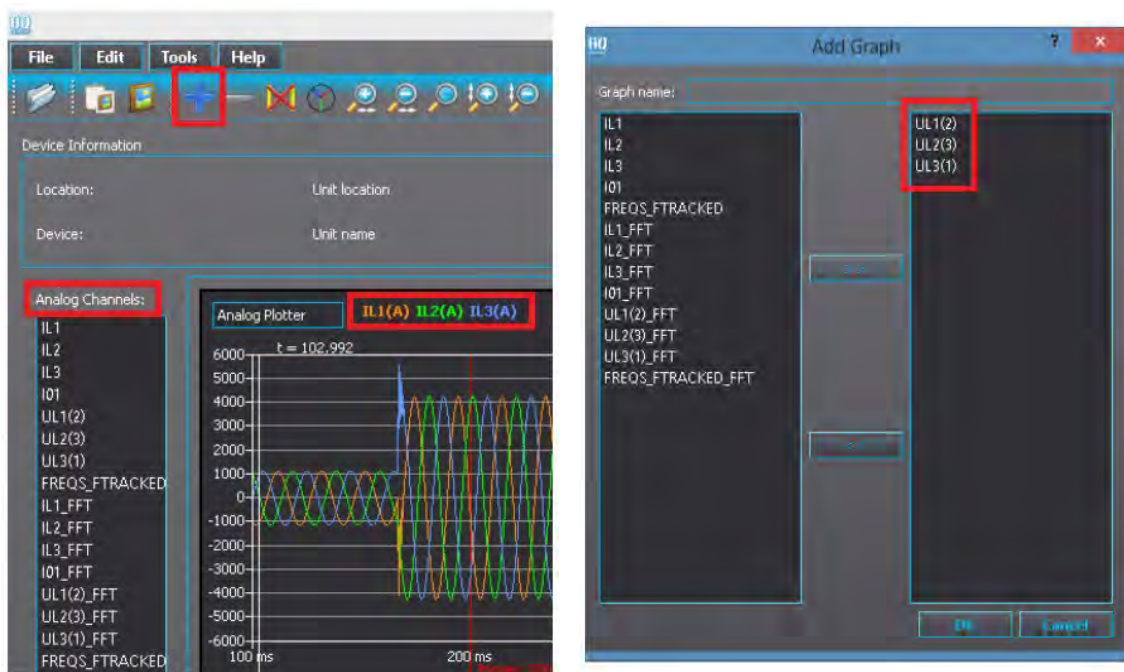 File Edit Tools Help
Device Information
Location: Unit location
Device: Unit name
Analog Channels:
IL1
IL2
IL3
I01
UL1(2)
UL2(3)
UL3(1)
FREQS_FTRACKED
IL1_FFT
IL2_FFT
IL3_FFT
I01_FFT
UL1(2)_FFT
UL2(3)_FFT
UL3(1)_FFT
FREQS_FTRACKED
Analog Plotter IL1(A) IL2(A) IL3(A)
t = 102.992
6000
5000
4000
3000
2000
1000
0
-1000
-2000
-3000
-4000
-5000
-6000
100 ms 200 ms
Add Graph ? x
Graph name:
IL1
IL2
IL3
I01
FREQS_FTRACKED
IL1_FFT
IL2_FFT
IL3_FFT
I01_FFT
UL1(2)_FFT
UL2(3)_FFT
UL3(1)_FFT
FREQS_FTRACKED_FFT
UL1(2)
UL2(3)
UL3(1)
Ok Cancel